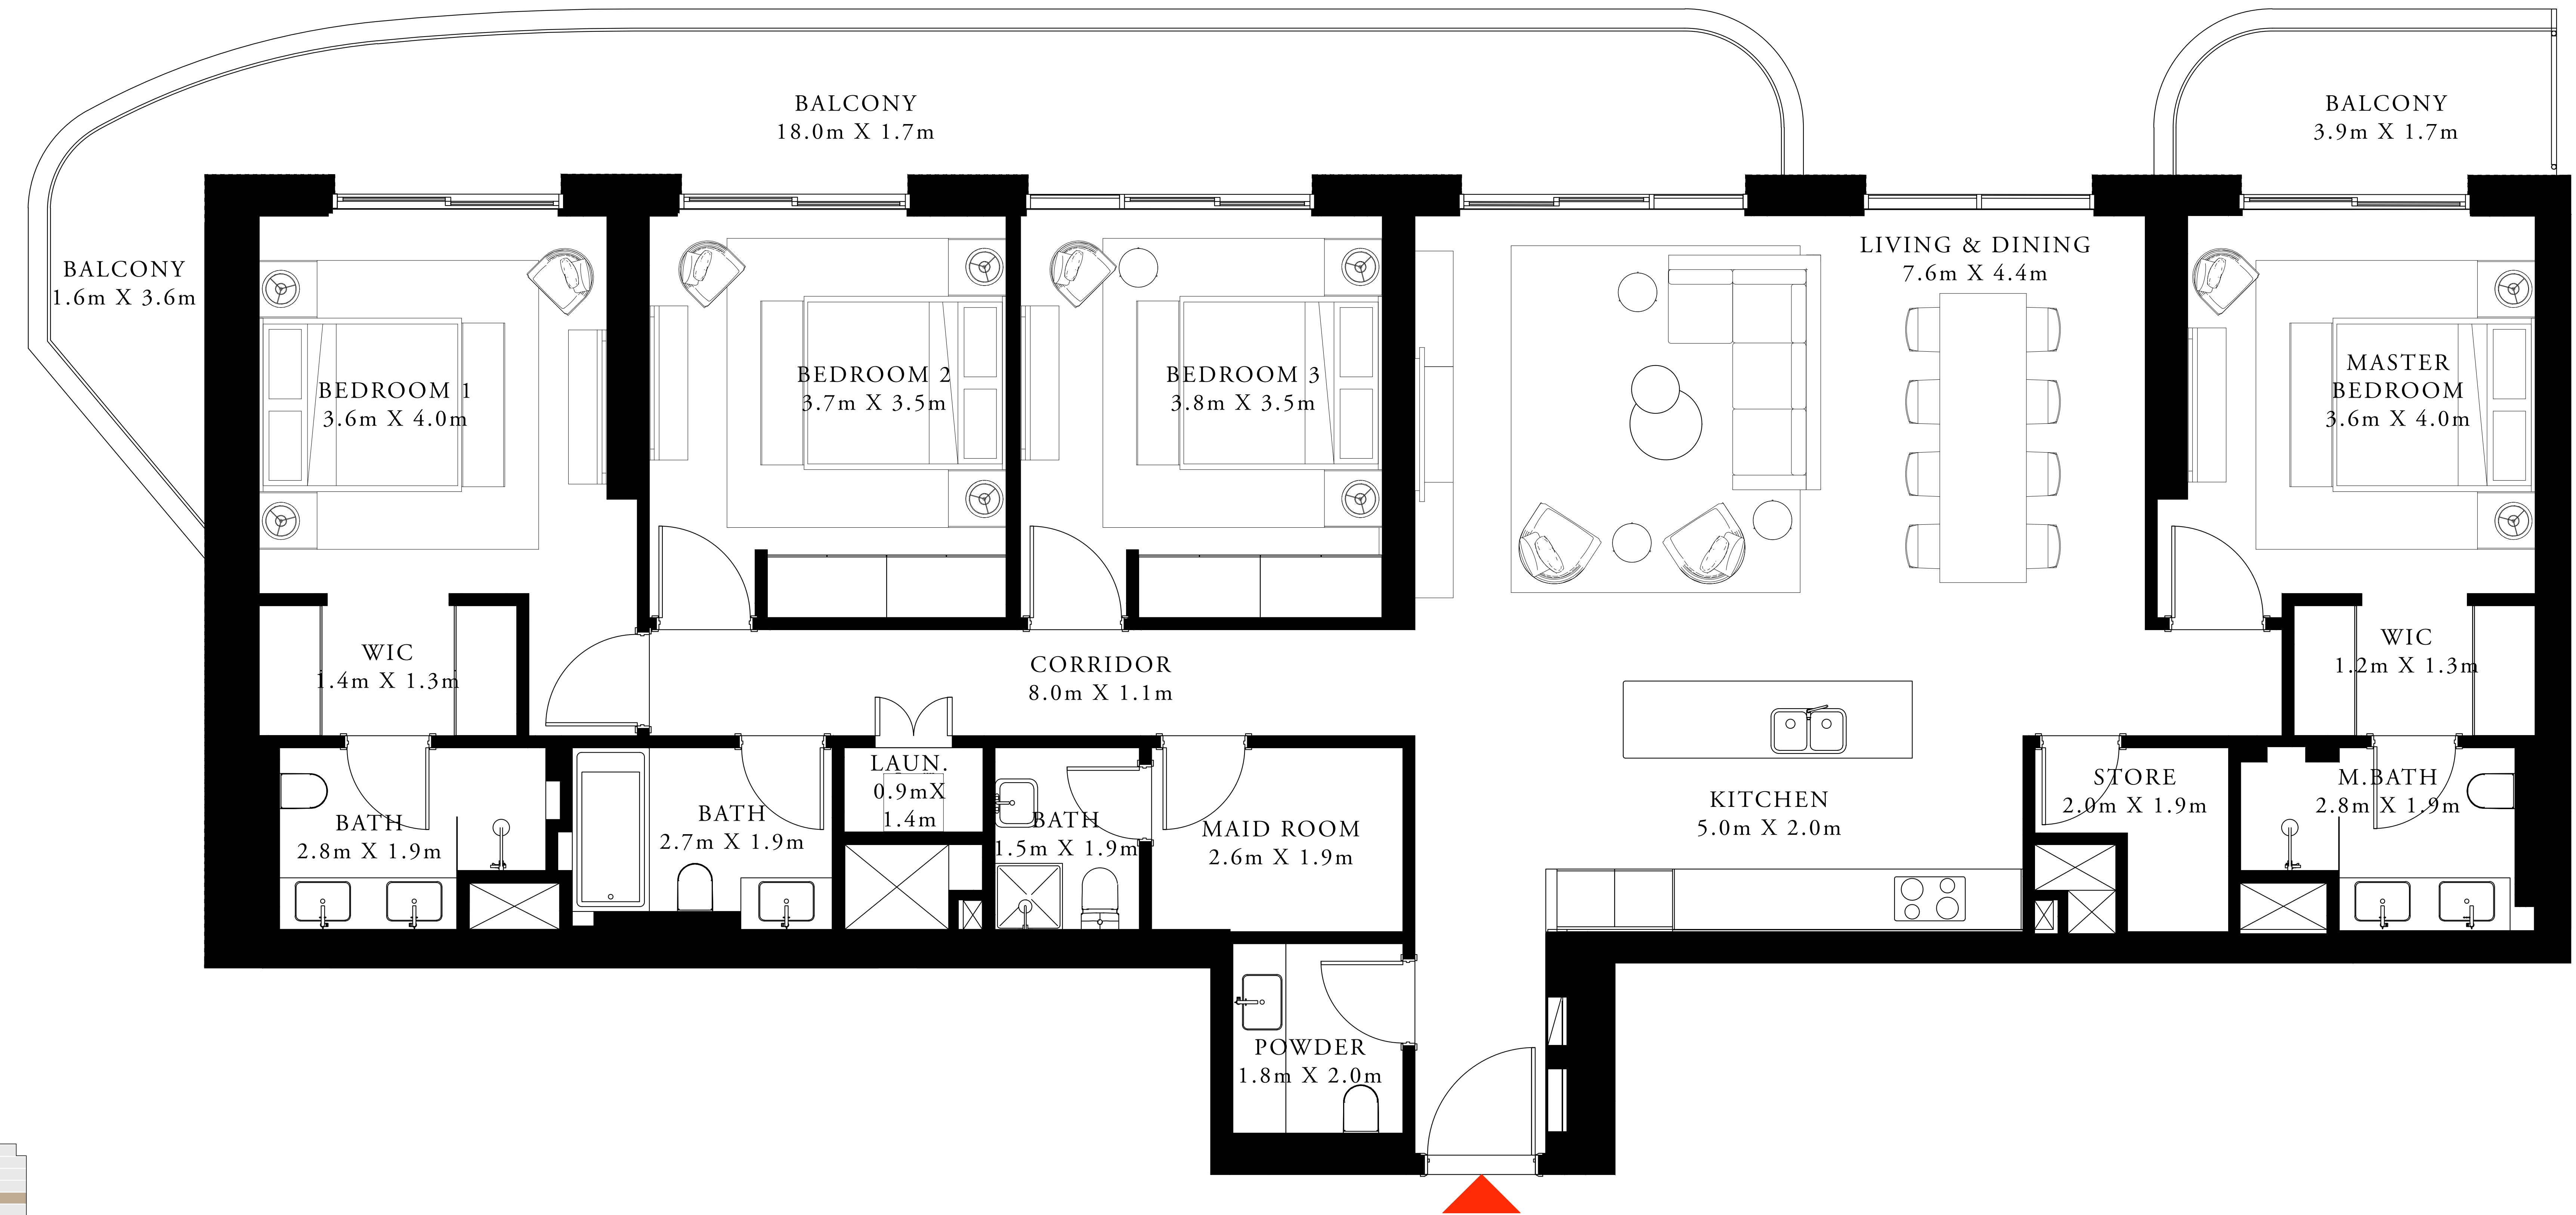 BALCONY
18.0m X 1.7m
BALCONY
3.9m X 1.7m
BALCONY
1.6m X 3.6m
LIVING & DINING
7.6m X 4.4m
BEDROOM 1
3.6m X 4.0m
BEDROOM 2
3.7m X 3.5m
BEDROOM 3
3.8m X 3.5m
MASTER
BEDROOM
3.6m X 4.0m
WIC
1.4m X 1.3m
CORRIDOR
8.0m X 1.1m
WIC
1.2m X 1.3m
BATH
2.8m X 1.9m
BATH
2.7m X 1.9m
LAUN.
0.9mX
1.4m
BATH
1.5m X 1.9m
MAID ROOM
2.6m X 1.9m
KITCHEN
5.0m X 2.0m
STORE
2.0m X 1.9m
M.BATH
2.8m X 1.9m
POWDER
1.8m X 2.0m